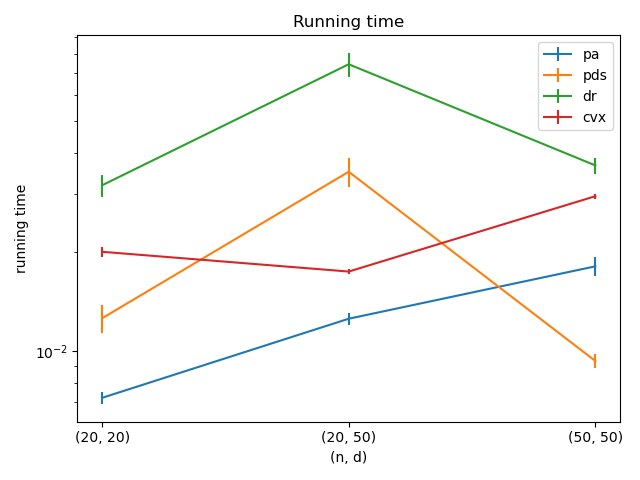 Running time
pa
pds
dr
cvx
running time
10⁻²
(20, 20)
(20, 50)
(50, 50)
(n, d)